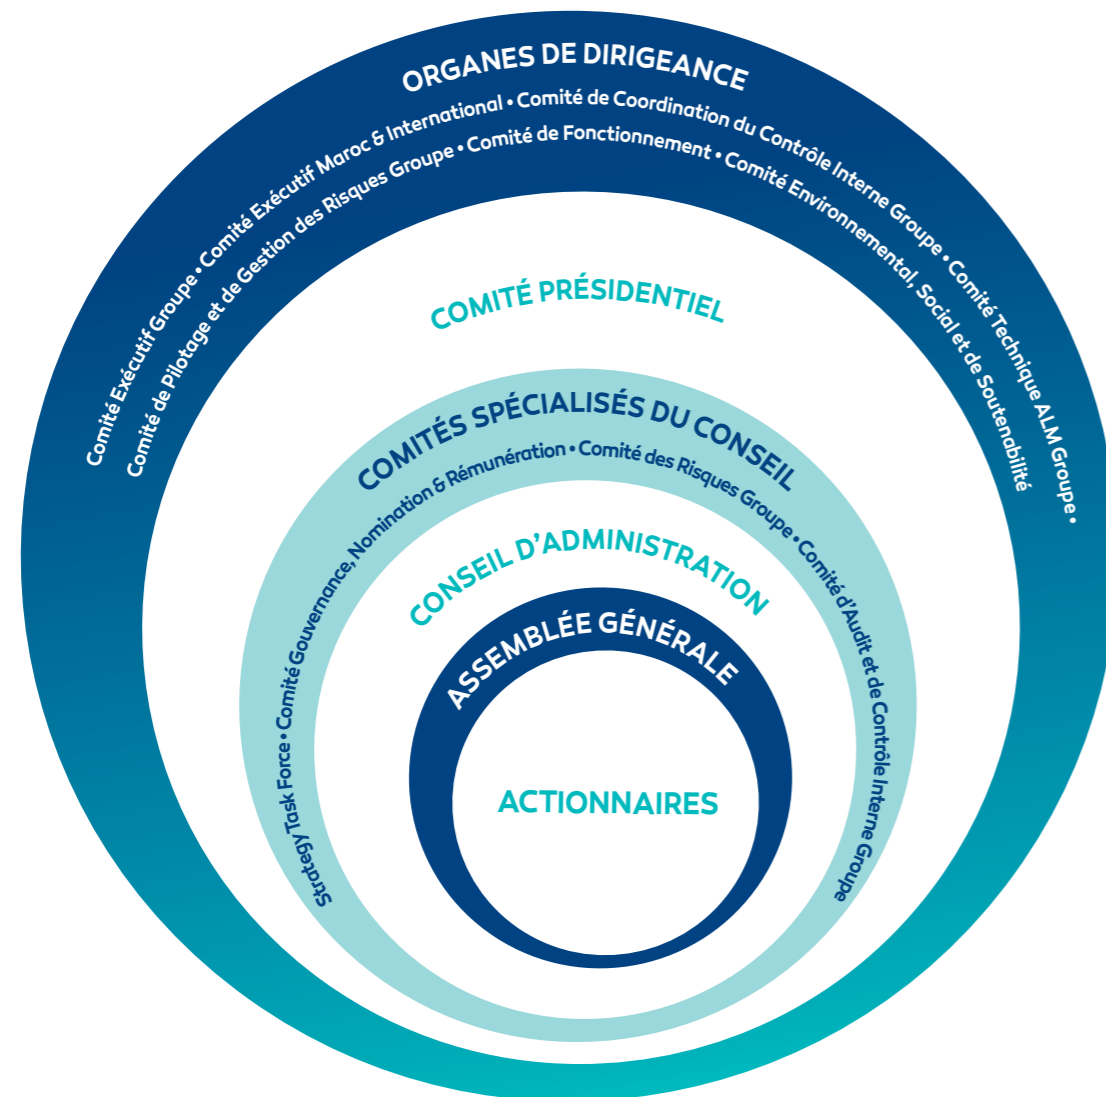 ORGANES DE DIRIGEANCE
Comité Exécutif Groupe • Comité Exécutif Maroc & International • Comité de Coordination du Contrôle Interne Groupe • Comité Technique ALM Groupe •
Comité de Pilotage et de Gestion des Risques Groupe • Comité de Fonctionnement • Comité Environnemental, Social et de Soutenabilité
COMITÉ PRÉSIDENTIEL
COMITÉS SPÉCIALISÉS DU CONSEIL
Strategy Task Force • Comité Gouvernance, Nomination & Rémunération • Comité des Risques Groupe • Comité d'Audit et de Contrôle Interne Groupe
CONSEIL D'ADMINISTRATION
ASSEMBLÉE GÉNÉRALE
ACTIONNAIRES